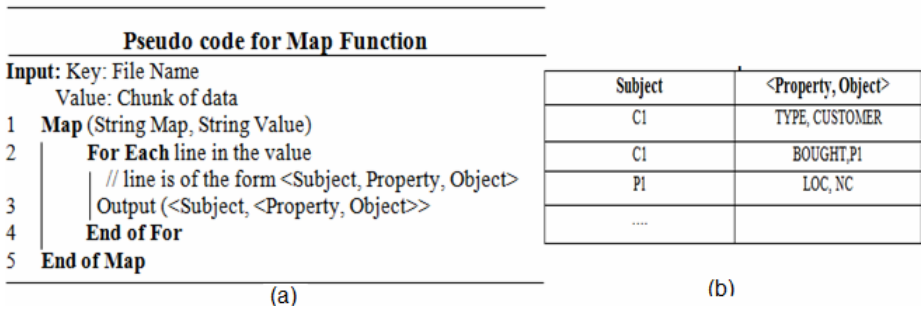 Pseudo code for Map Function
Input: Key: File Name
Value: Chunk of data
1 Map (String Map, String Value)
2 For Each line in the value
// line is of the form <Subject, Property, Object>
3 Output (<Subject, <Property, Object>>
4 End of For
5 End of Map
(a)
Subject <Property, Object>
C1 TYPE, CUSTOMER
C1 BOUGHT,P1
P1 LOC, NC
....
(b)